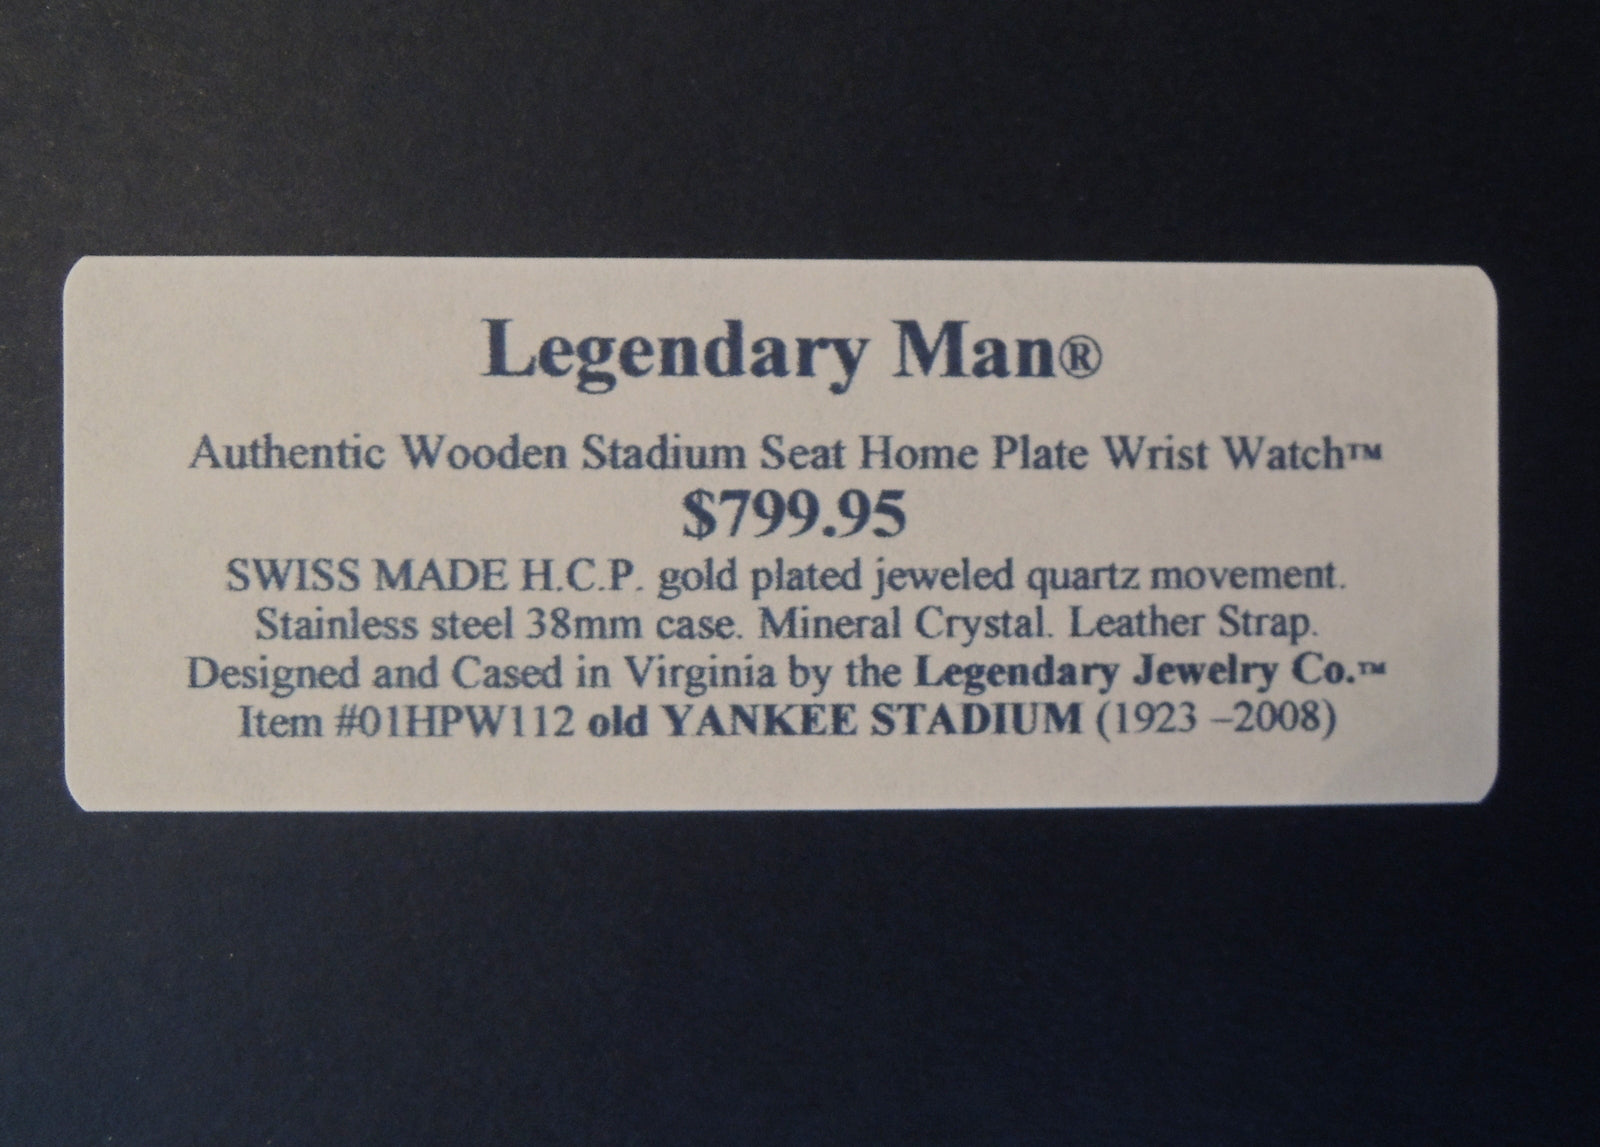 Legendary Man®
Authentic Wooden Stadium Seat Home Plate Wrist Watch™
$799.95
SWISS MADE H.C.P. gold plated jeweled quartz movement.
Stainless steel 38mm case. Mineral Crystal. Leather Strap.
Designed and Cased in Virginia by the Legendary Jewelry Co.™
Item #01HPW112 old YANKEE STADIUM (1923 –2008)